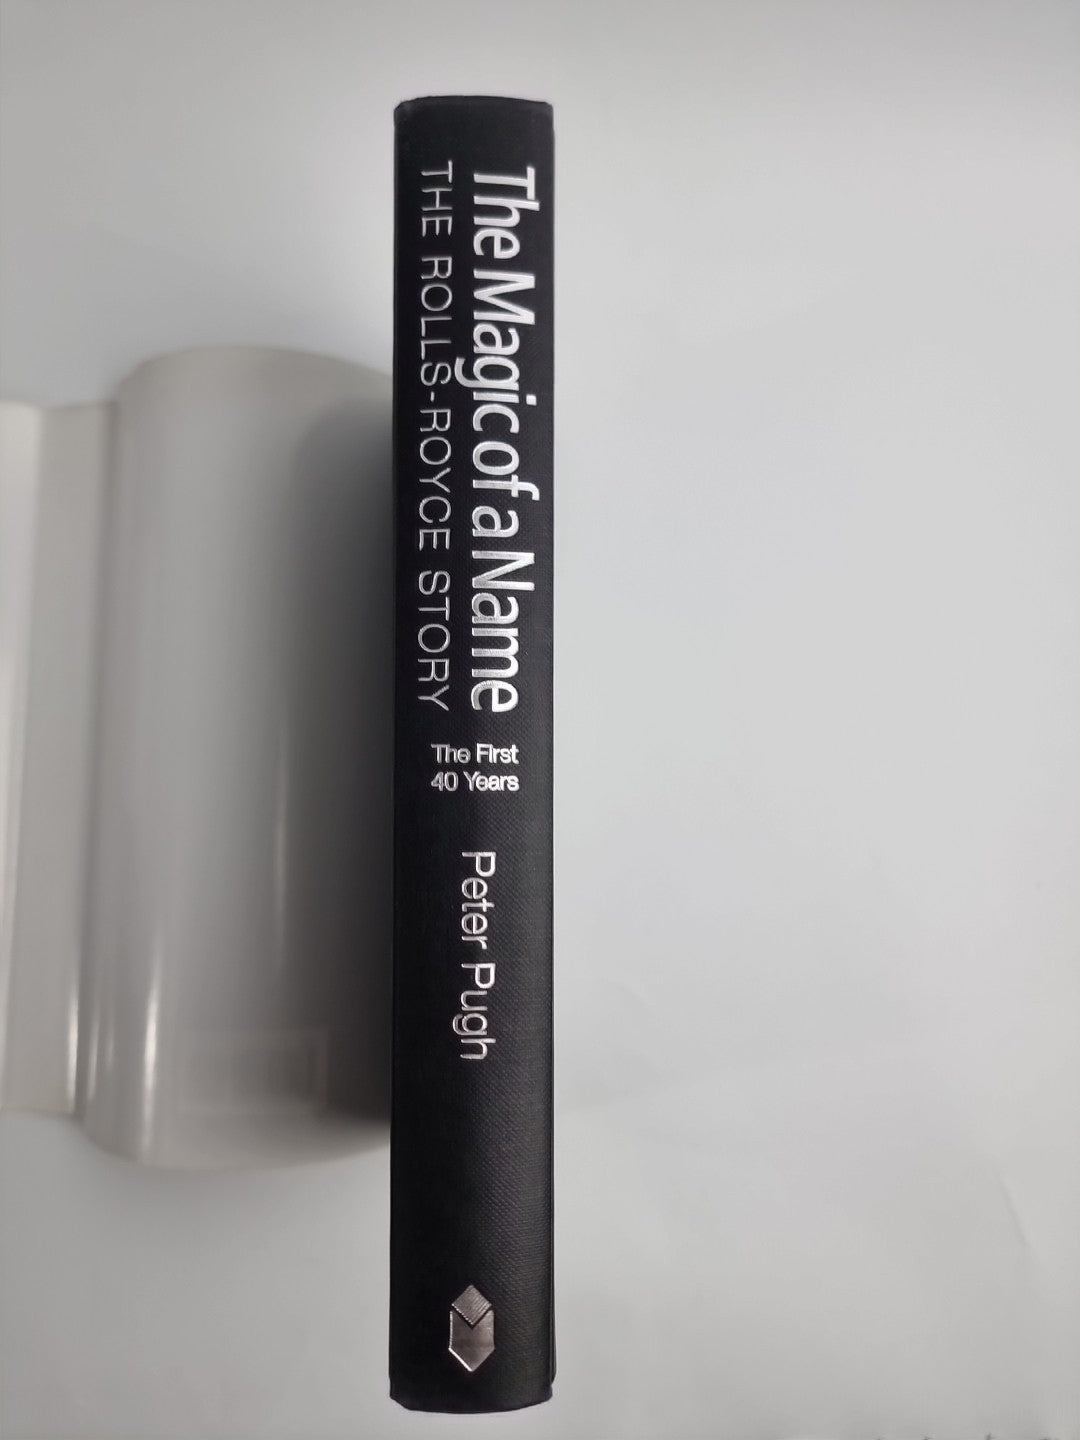 The Magic of a Name
THE ROLLS-ROYCE STORY
The First
40 Years
Peter Pugh